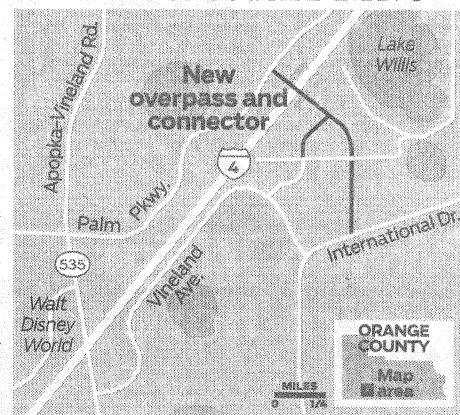 Lake
Willis
New
overpass and
connector
Apopka-Vineland Rd.
4
Palm Pkwy.
International Dr.
535
Vineland
Ave.
Walt
Disney
World
ORANGE
COUNTY
Map
area
MILES
0 1/4